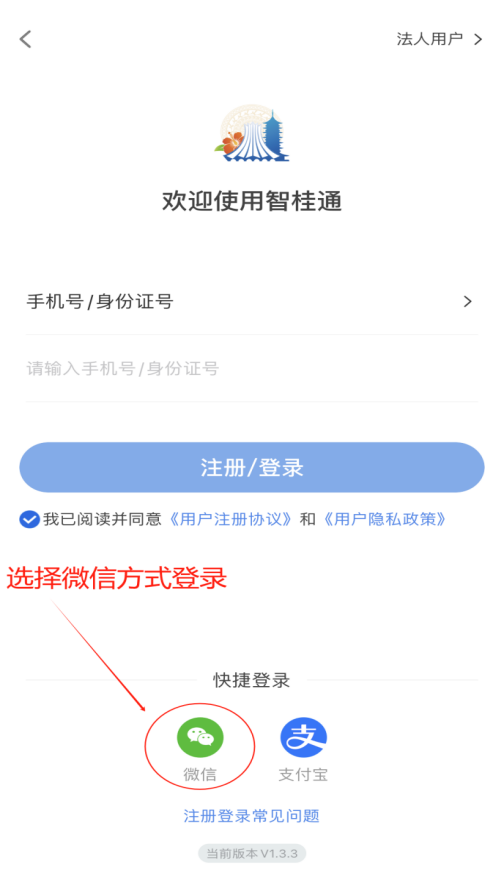 法人用户
欢迎使用智桂通
手机号/身份证号
请输入手机号/身份证号
注册/登录
我已阅读并同意《用户注册协议》和《用户隐私政策》
选择微信方式登录
快捷登录
支
微信 支付宝
注册登录常见问题
当前版本 V1.3.3